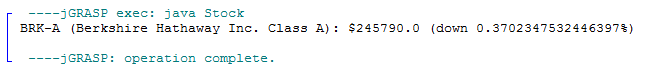 ----jGRASP exec: java Stock
BRK-A (Berkshire Hathaway Inc. Class A): $245790.0 (down 0.3702347532446397%)
----jGRASP: operation complete.